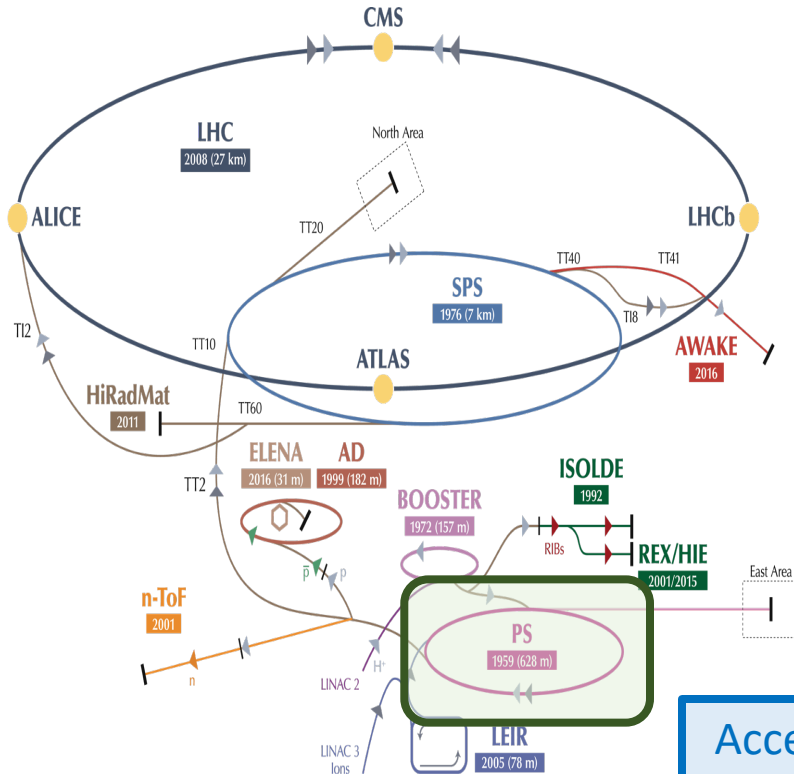 CMS
LHC
2008 (27 km)
North Area
ALICE
LHCb
TT20
TT40
TT41
SPS
1976 (7 km)
TI8
TI2
TT10
ATLAS
AWAKE
2016
HiRadMat
2011
TT60
ELENA
2016 (31 m)
AD
1999 (182 m)
ISOLDE
1992
TT2
BOOSTER
1972 (157 m)
RIBs
REX/HIE
2001/2015
East Area
p̅
p
n-ToF
2001
PS
1959 (628 m)
n
H⁺
LINAC 2
LEIR
2005 (78 m)
LINAC 3
Ions
Acce